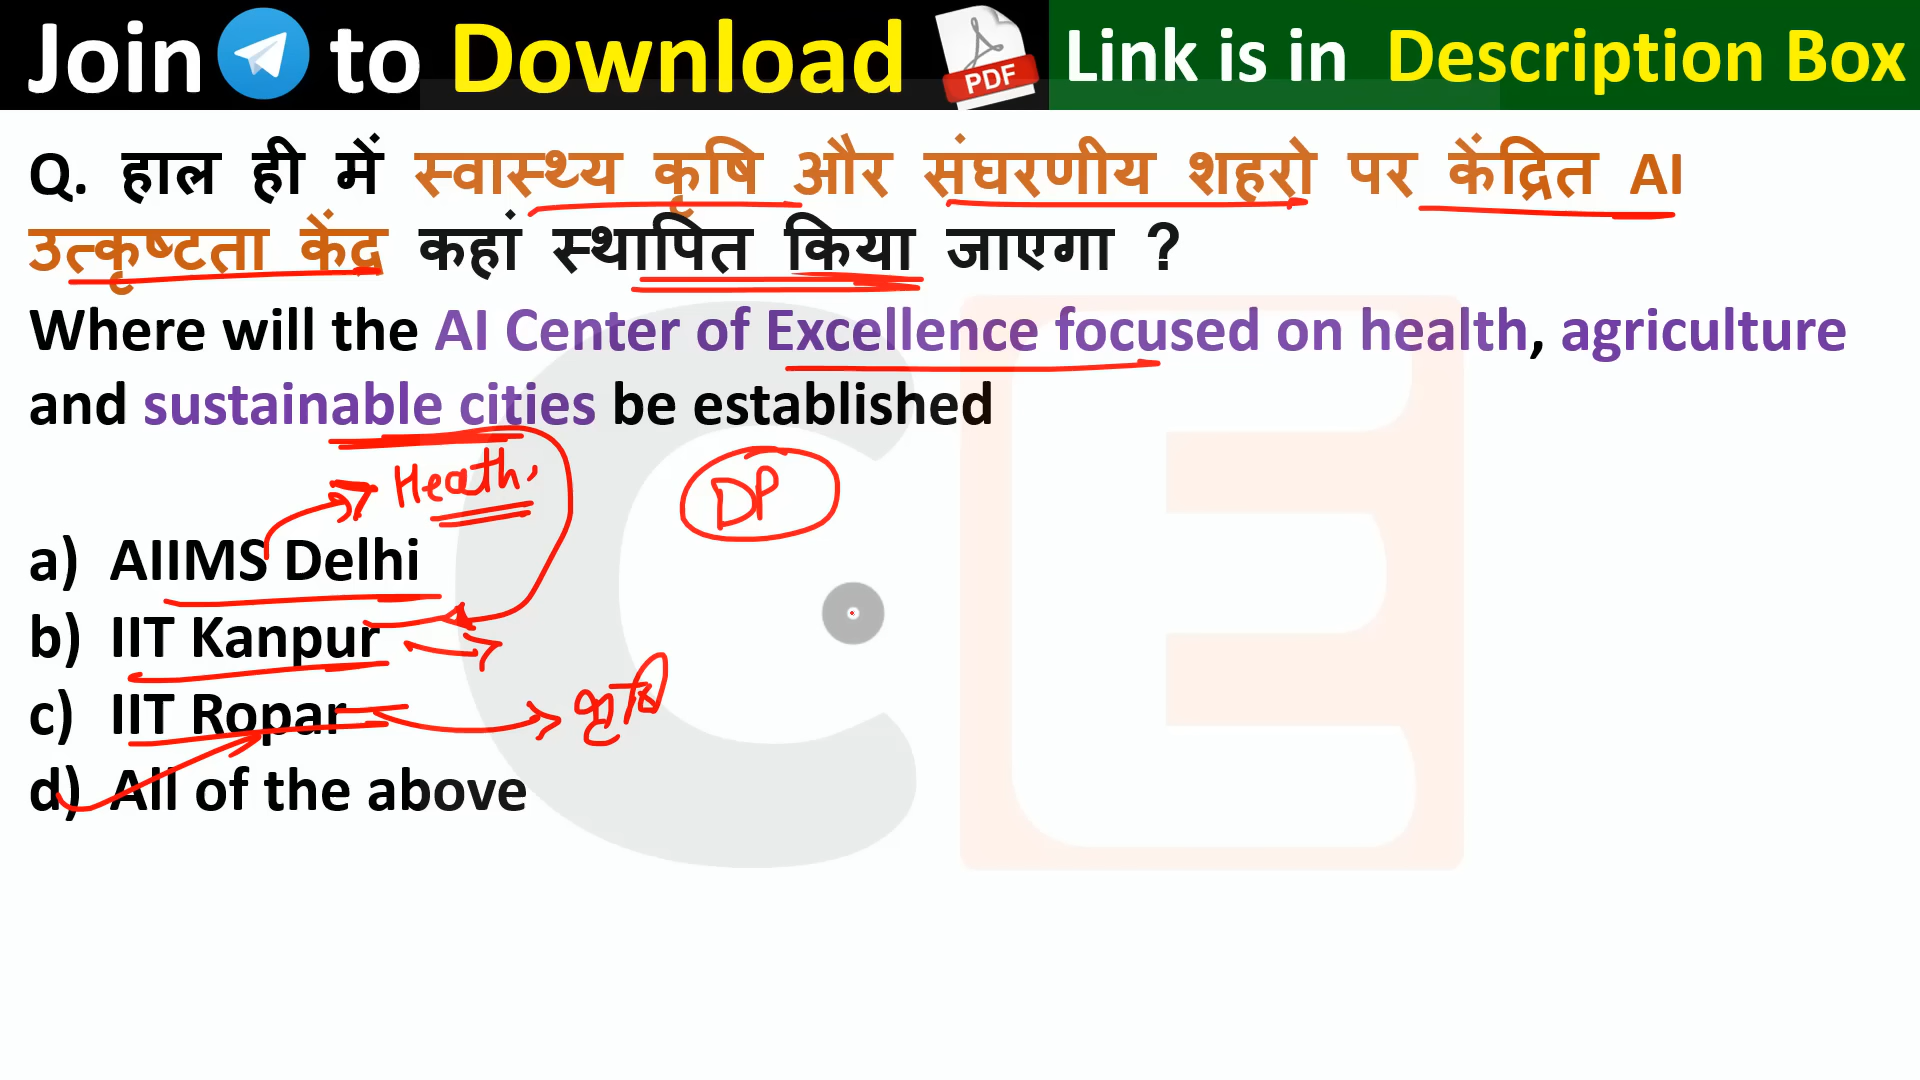 Join to Download PDF Link is in Description Box
Q. हाल ही में स्वास्थ्य कृषि और संघरणीय शहरो पर केंद्रित AI
उत्कृष्टता केंद्र कहां स्थापित किया जाएगा ?
Where will the AI Center of Excellence focused on health, agriculture
and sustainable cities be established
Heath,
DP
a) AIIMS Delhi
b) IIT Kanpur
c) IIT Ropar
कृषि
d) All of the above
CE